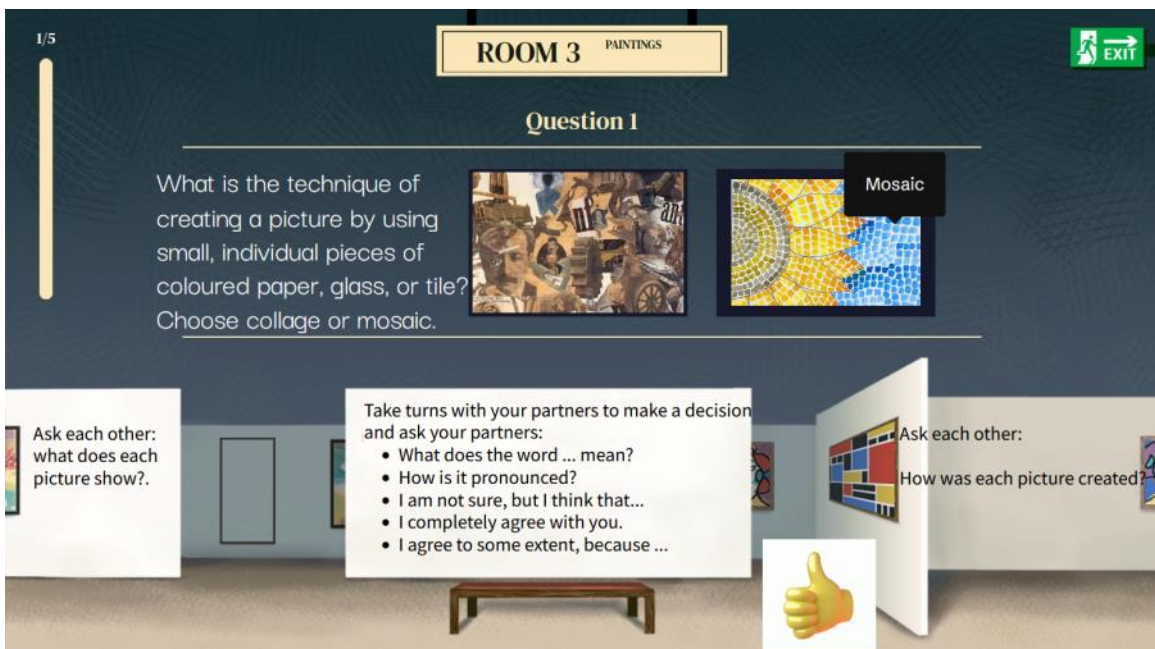 1/5
ROOM 3 PAINTINGS
EXIT
Question 1
What is the technique of
creating a picture by using
small, individual pieces of
coloured paper, glass, or tile?
Choose collage or mosaic.
Mosaic
Ask each other:
what does each
picture show?.
Take turns with your partners to make a decision
and ask your partners:
• What does the word ... mean?
• How is it pronounced?
• I am not sure, but I think that...
• I completely agree with you.
• I agree to some extent, because ...
Ask each other:
How was each picture created?